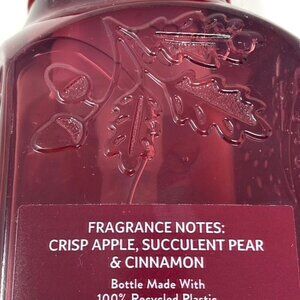 FRAGRANCE NOTES:
CRISP APPLE, SUCCULENT PEAR
& CINNAMON
Bottle Made With
100% Recycled Plastic